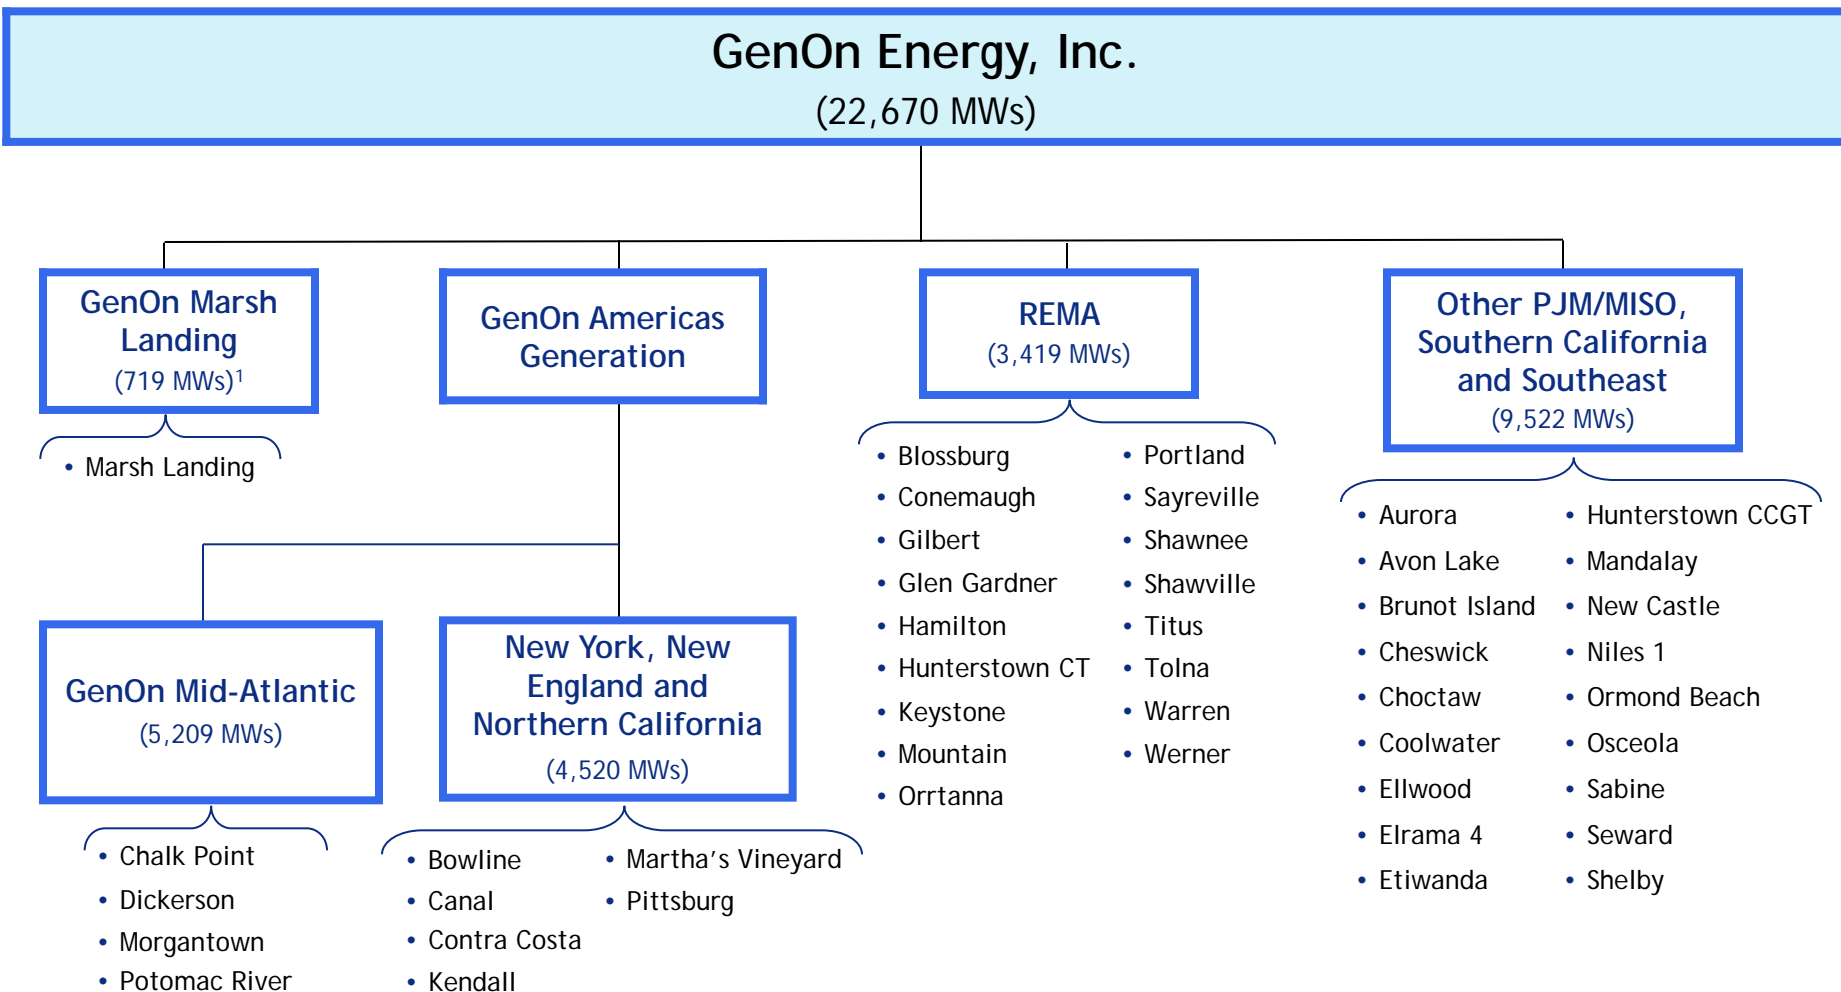 GenOn Energy, Inc.
(22,670 MWs)
GenOn Marsh
Landing
(719 MWs)1
• Marsh Landing
GenOn Americas
Generation
GenOn Mid-Atlantic
(5,209 MWs)
• Chalk Point
• Dickerson
• Morgantown
• Potomac River
New York, New
England and
Northern California
(4,520 MWs)
• Bowline
• Canal
• Contra Costa
• Kendall
• Martha's Vineyard
• Pittsburg
REMA
(3,419 MWs)
• Blossburg
• Conemaugh
• Gilbert
• Glen Gardner
• Hamilton
• Hunterstown CT
• Keystone
• Mountain
• Orrtanna
• Portland
• Sayreville
• Shawnee
• Shawville
• Titus
• Tolna
• Warren
• Werner
Other PJM/MISO,
Southern California
and Southeast
(9,522 MWs)
• Aurora
• Avon Lake
• Brunot Island
• Cheswick
• Choctaw
• Coolwater
• Ellwood
• Elrama 4
• Etiwanda
• Hunterstown CCGT
• Mandalay
• New Castle
• Niles 1
• Ormond Beach
• Osceola
• Sabine
• Seward
• Shelby